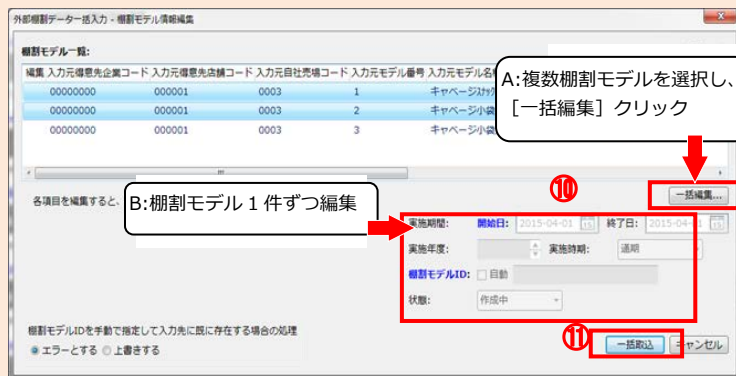 外部棚割データ一括入力 - 棚割モデル情報編集
棚割モデル一覧:
編集 入力元得意先企業コード 入力元得意先店舗コード 入力元自社売場コード 入力元モデル番号 入力元モデル名
00000000 000001 0003 1 キャベージスナック
00000000 000001 0003 2 キャベージ小袋
00000000 000001 0003 3 キャベージ小袋
A:複数棚割モデルを選択し、
［一括編集］クリック
⑩
一括編集...
各項目を編集すると、
B:棚割モデル 1 件ずつ編集
実施期間: 開始日: 2015-04-01 15 終了日: 2015-04-01 15
実施年度: 実施時期: 通期
棚割モデルID: 自動
状態: 作成中
棚割モデルIDを手動で指定して入力先に既に存在する場合の処理
エラーとする 上書きする
⑪
一括取込 キャンセル